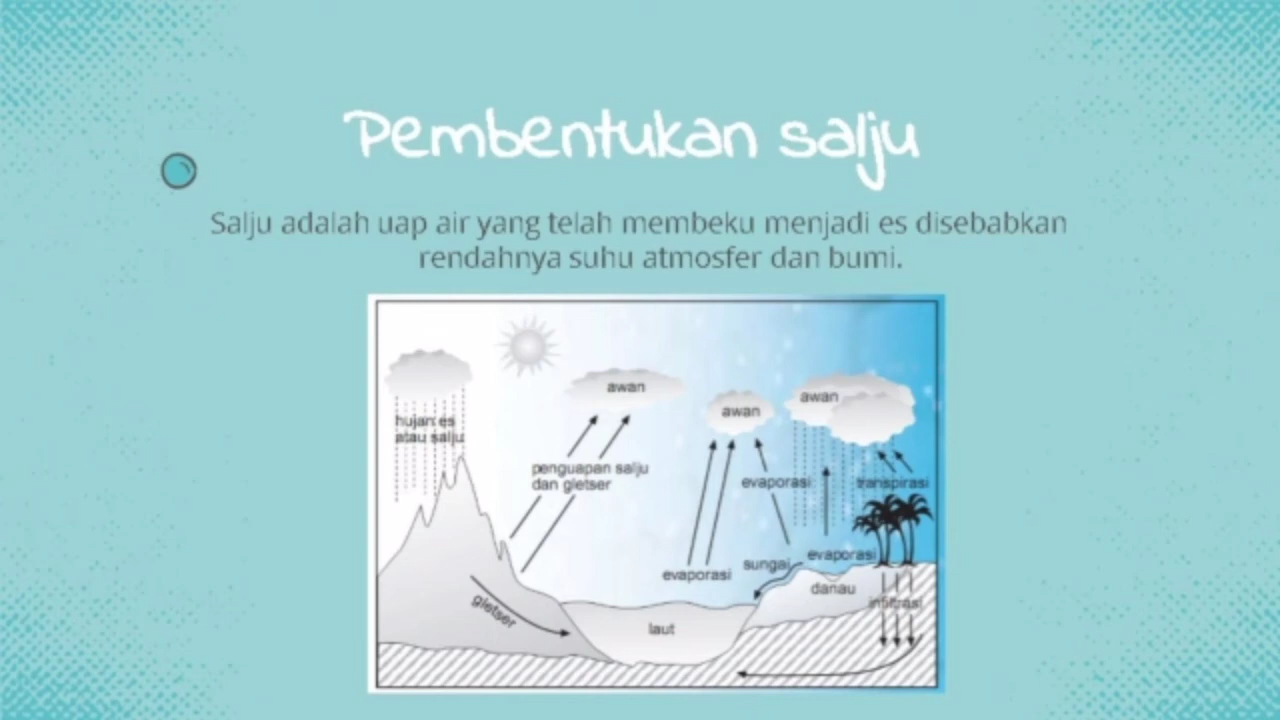 Pembentukan salju
Salju adalah uap air yang telah membeku menjadi es disebabkan
rendahnya suhu atmosfer dan bumi.
awan
awan
awan
hujan es
atau salju
penguapan salju
dan gletser
evaporasi
transpirasi
evaporasi
sungai
evaporasi
danau
infiltrasi
gletser
laut